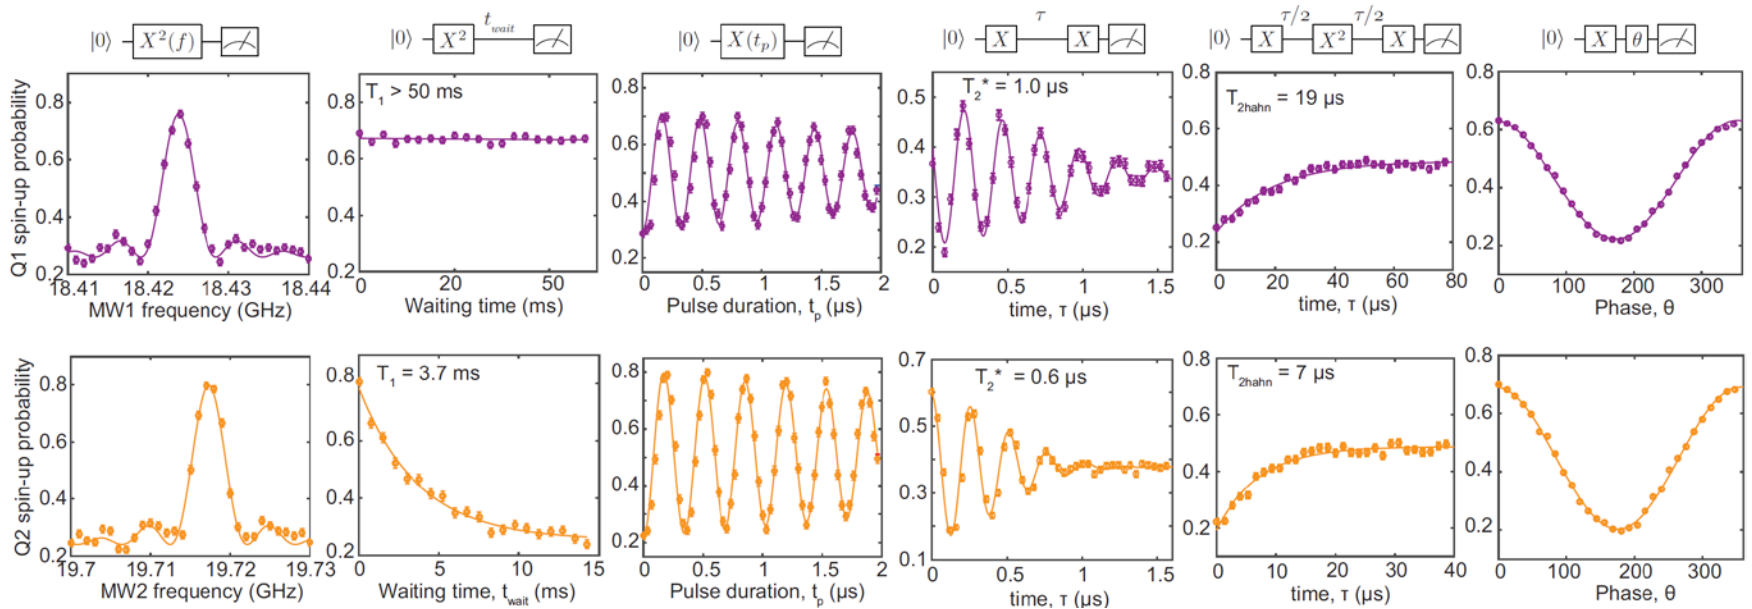 |0⟩ X²(f)
|0⟩ X² t_wait
|0⟩ X(t_p)
|0⟩ X τ X
|0⟩ X τ/2 X² τ/2 X
|0⟩ X θ
Q1 spin-up probability
0.8
0.6
0.4
0.2
18.41 18.42 18.43 18.44
MW1 frequency (GHz)
T₁ > 50 ms
0.8
0.6
0.4
0.2
0 20 50
Waiting time (ms)
0.8
0.6
0.4
0.2
0 0.5 1 1.5 2
Pulse duration, t_p (µs)
T₂* = 1.0 µs
0.5
0.4
0.3
0.2
0 0.5 1 1.5
time, τ (µs)
T_2hahn = 19 µs
0.8
0.6
0.4
0.2
0 20 40 60 80
time, τ (µs)
0.8
0.6
0.4
0.2
0 100 200 300
Phase, θ
Q2 spin-up probability
0.8
0.6
0.4
0.2
19.7 19.71 19.72 19.73
MW2 frequency (GHz)
T₁ = 3.7 ms
0.8
0.6
0.4
0.2
0 5 10 15
Waiting time, t_wait (ms)
0.8
0.6
0.4
0.2
0 0.5 1 1.5 2
Pulse duration, t_p (µs)
T₂* = 0.6 µs
0.7
0.5
0.3
0.1
0 0.5 1 1.5
time, τ (µs)
T_2hahn = 7 µs
0.8
0.6
0.4
0.2
0 10 20 30 40
time, τ (µs)
0.8
0.6
0.4
0.2
0 100 200 300
Phase, θ